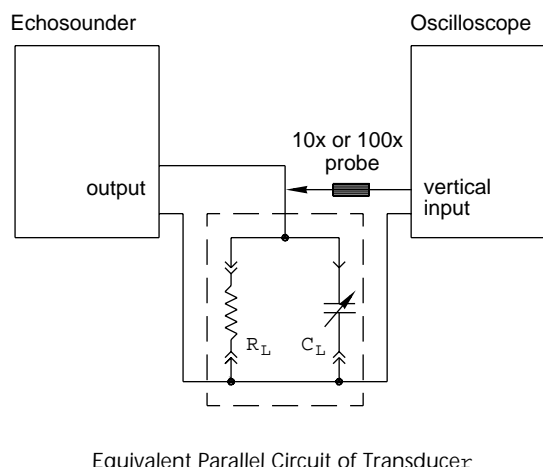 Echosounder
Oscilloscope
10x or 100x
probe
output
vertical
input
R_L
C_L
Equivalent Parallel Circuit of Transducer